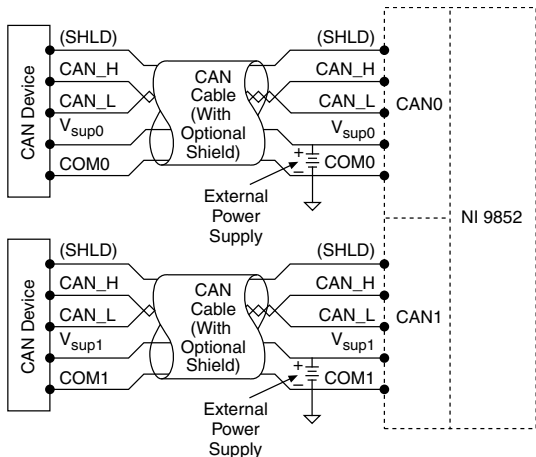 (SHLD)
CAN_H
CAN_L
Vsup0
COM0
CAN Device
CAN
Cable
(With
Optional
Shield)
(SHLD)
CAN_H
CAN_L
Vsup0
COM0
+
–
External
Power
Supply
CAN0
NI 9852
(SHLD)
CAN_H
CAN_L
Vsup1
COM1
CAN Device
CAN
Cable
(With
Optional
Shield)
(SHLD)
CAN_H
CAN_L
Vsup1
COM1
+
–
External
Power
Supply
CAN1